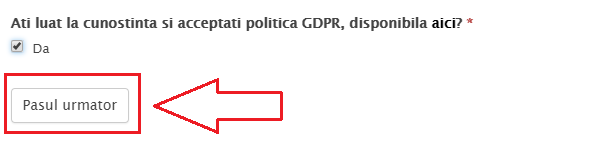 Ati luat la cunostinta si acceptati politica GDPR, disponibila aici? *
Da
Pasul urmator